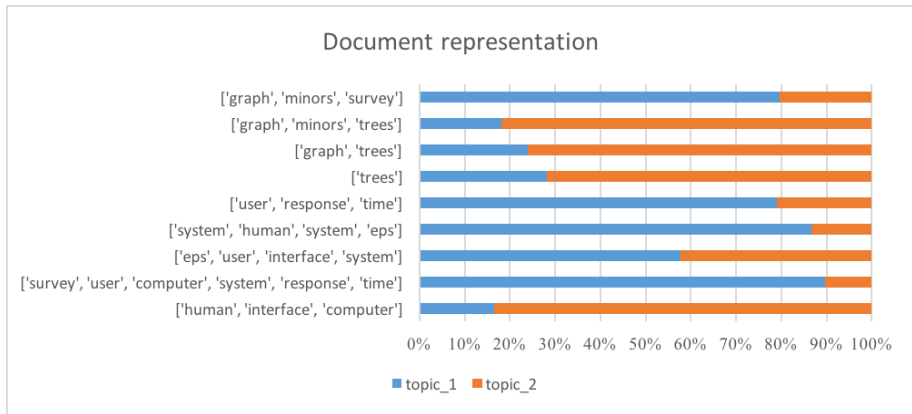 Document representation
['graph', 'minors', 'survey']
['graph', 'minors', 'trees']
['graph', 'trees']
['trees']
['user', 'response', 'time']
['system', 'human', 'system', 'eps']
['eps', 'user', 'interface', 'system']
['survey', 'user', 'computer', 'system', 'response', 'time']
['human', 'interface', 'computer']
0% 10% 20% 30% 40% 50% 60% 70% 80% 90% 100%
topic_1 topic_2